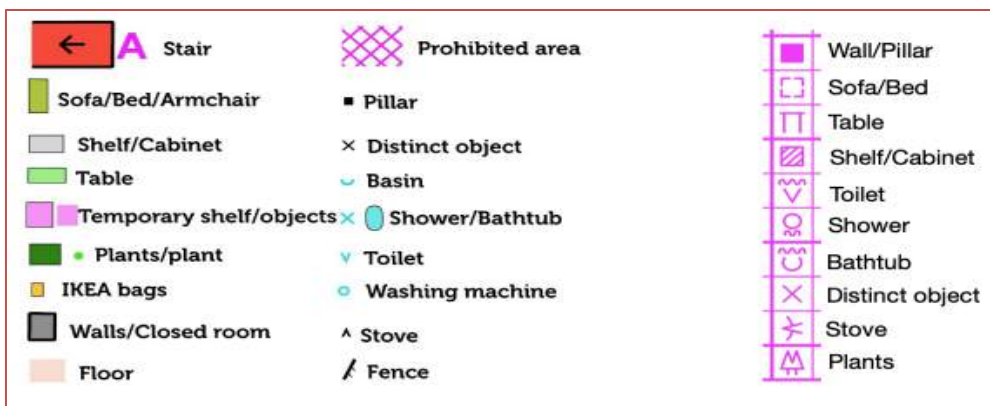 A Stair
Sofa/Bed/Armchair
Shelf/Cabinet
Table
Temporary shelf/objects
Plants/plant
IKEA bags
Walls/Closed room
Floor
Prohibited area
Pillar
Distinct object
Basin
Shower/Bathtub
Toilet
Washing machine
Stove
Fence
Wall/Pillar
Sofa/Bed
Table
Shelf/Cabinet
Toilet
Shower
Bathtub
Distinct object
Stove
Plants